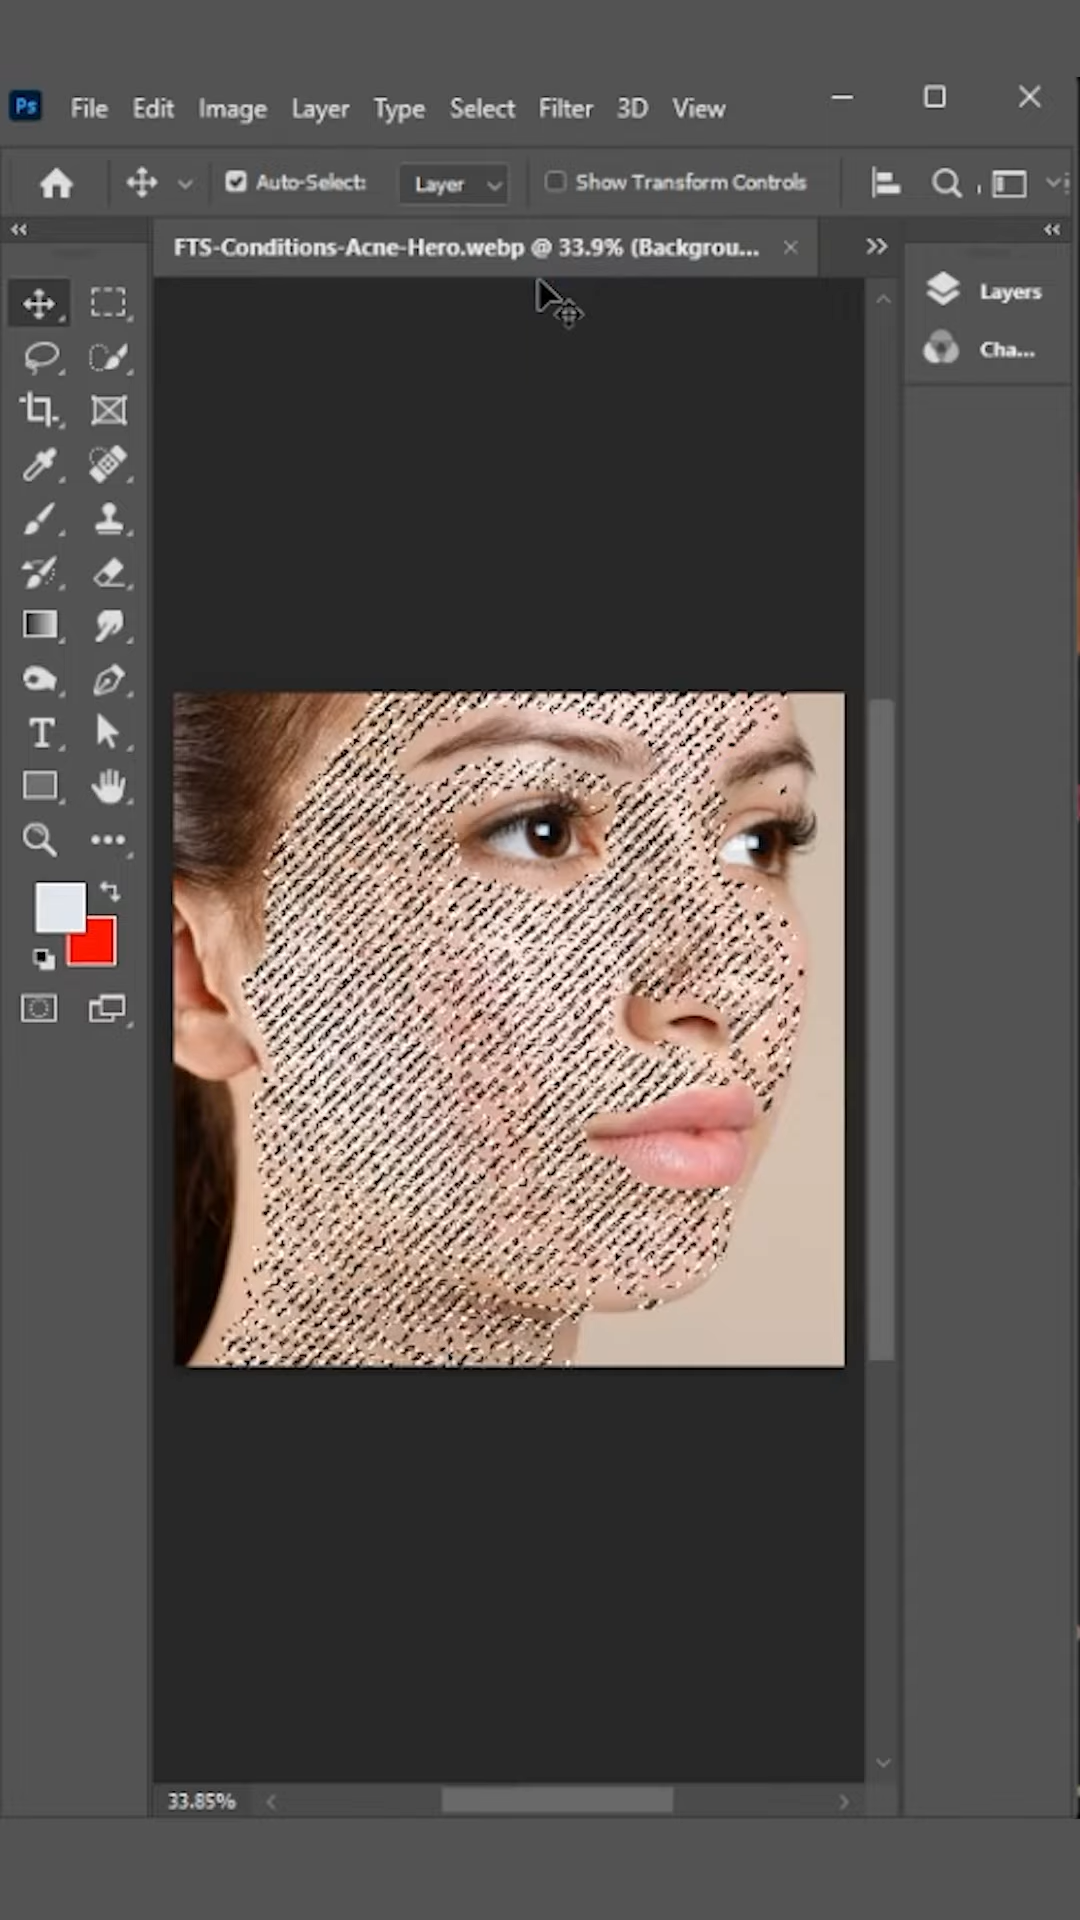 Ps File Edit Image Layer Type Select Filter 3D View
Auto-Select: Layer Show Transform Controls
FTS-Conditions-Acne-Hero.webp @ 33.9% (Backgrou...
Layers
Cha...
T
33.85%